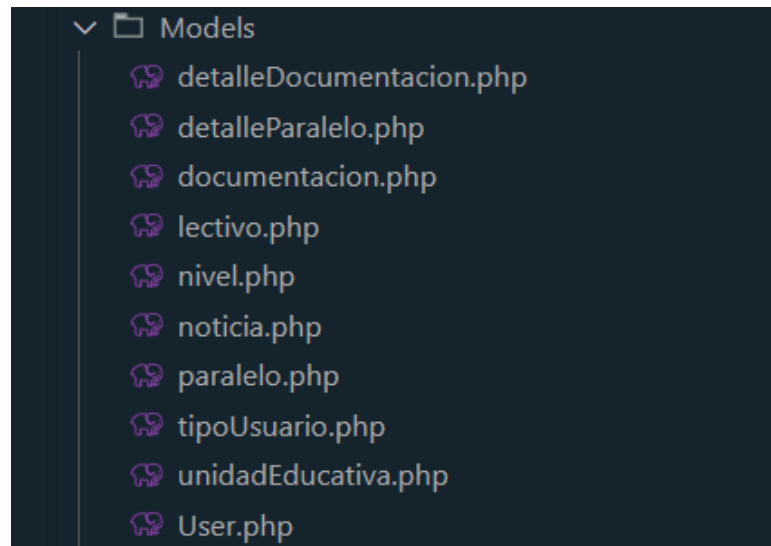 Models
detalleDocumentacion.php
detalleParalelo.php
documentacion.php
lectivo.php
nivel.php
noticia.php
paralelo.php
tipoUsuario.php
unidadEducativa.php
User.php